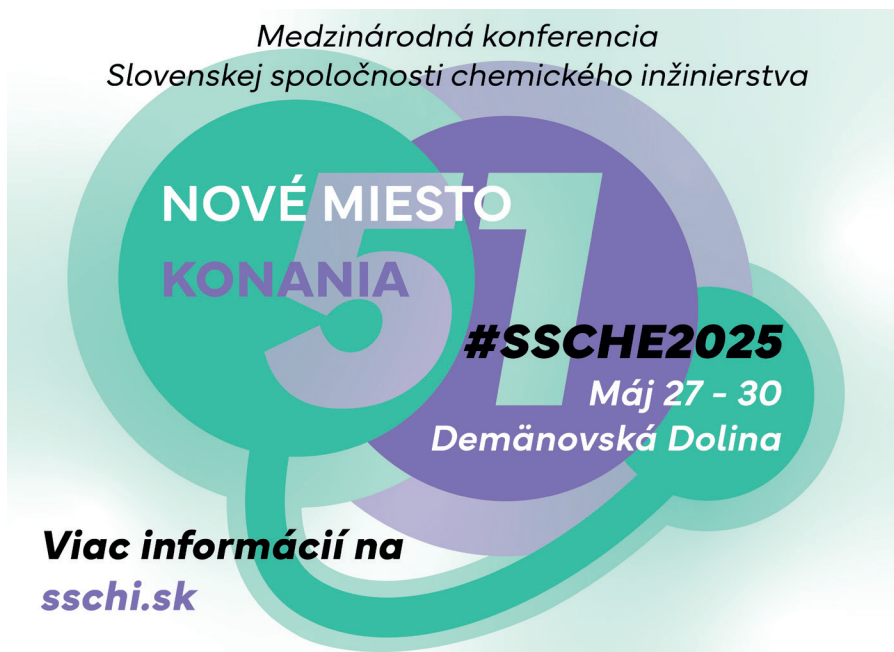 Medzinárodná konferencia
Slovenskej spoločnosti chemického inžinierstva
51
NOVÉ MIESTO
KONANIA
#SSCHE2025
Máj 27 - 30
Demänovská Dolina
Viac informácií na
sschi.sk